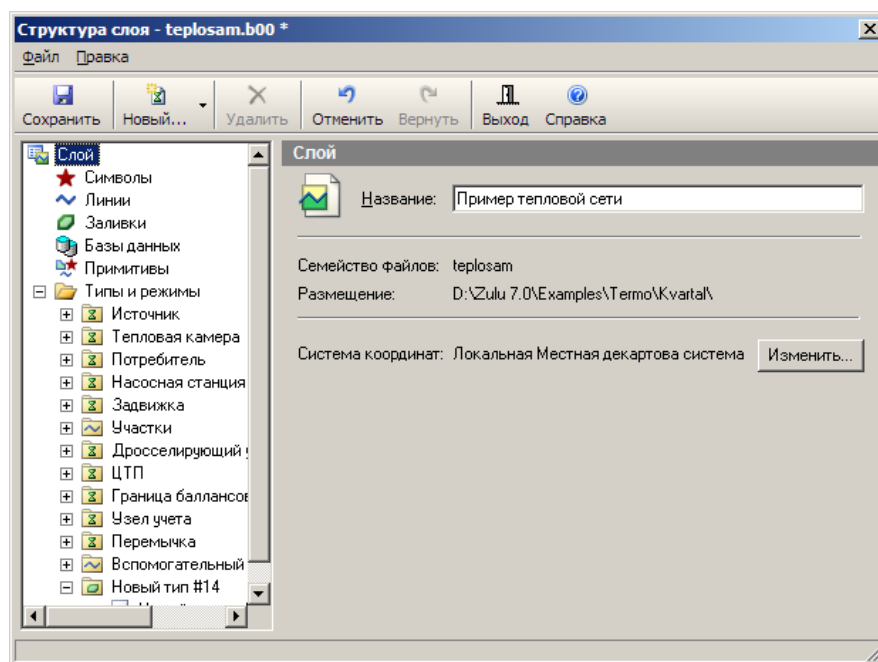 Структура слоя - teplosam.b00 *
Файл Правка
Сохранить Новый... Удалить Отменить Вернуть Выход Справка
Слой
Символы
Линии
Заливки
Базы данных
Примитивы
Типы и режимы
Источник
Тепловая камера
Потребитель
Насосная станция
Задвижка
Участки
Дросселирующий
ЦТП
Граница баллансов
Узел учета
Перемычка
Вспомогательный
Новый тип #14
Слой
Название: Пример тепловой сети
Семейство файлов: teplosam
Размещение: D:\Zulu 7.0\Examples\Termo\Kvartal\
Система координат: Локальная Местная декартова система Изменить...